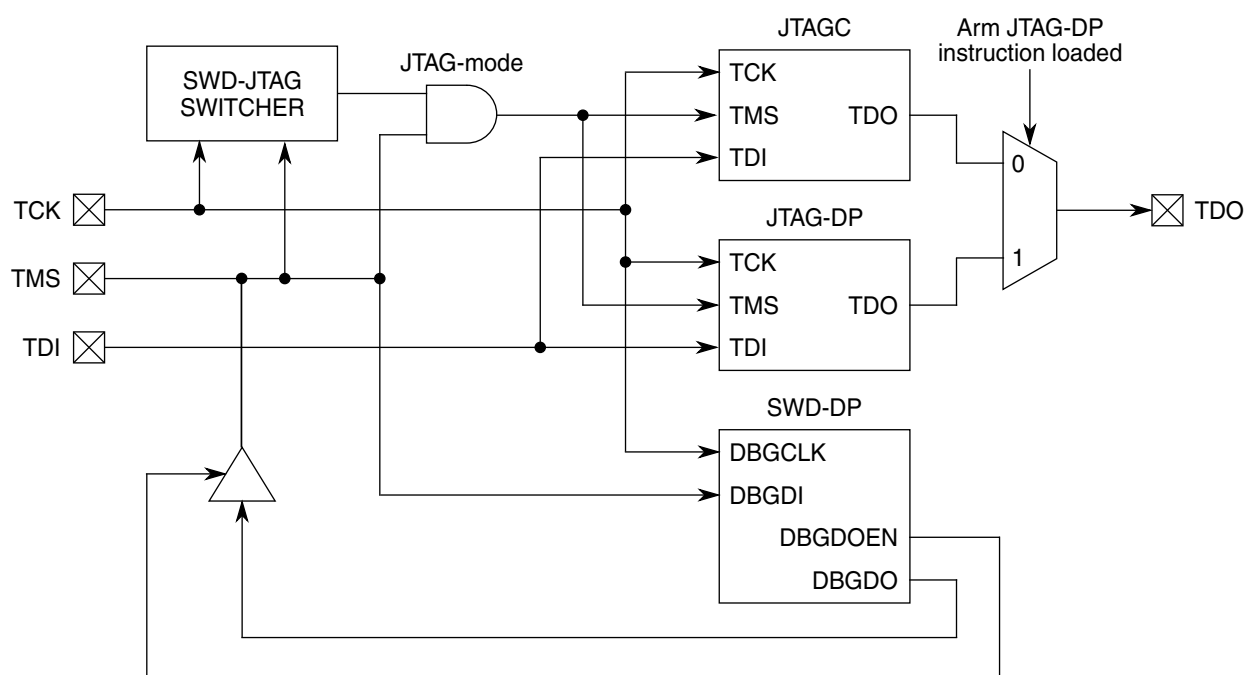 JTAGC
Arm JTAG-DP
instruction loaded
JTAG-mode
SWD-JTAG
SWITCHER
TCK
TMS
TDO
TDI
0
TCK
TDO
JTAG-DP
TMS
TCK
1
TMS
TDO
TDI
TDI
SWD-DP
DBGCLK
DBGDI
DBGDOEN
DBGDO